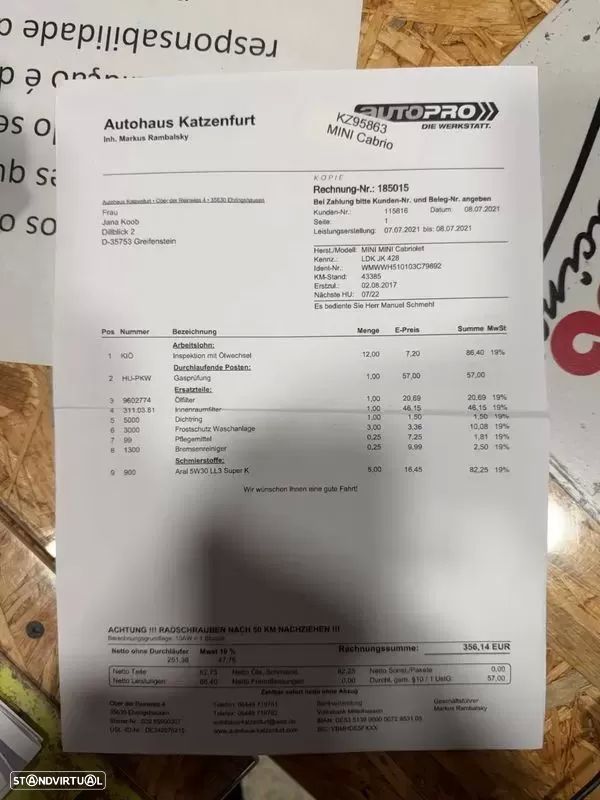 responsabilidade d
Autohaus Katzenfurt
Inh. Markus Rambalsky
AUTOPRO
DIE WERKSTATT.
KZ95863
MINI Cabrio
KOPIE
Rechnung-Nr.: 185015
Bei Zahlung bitte Kunden-Nr. und Beleg-Nr. angeben
Kunden-Nr.: 115816 Datum: 08.07.2021
Seite: 1
Leistungserstellung: 07.07.2021 bis: 08.07.2021
Frau
Jana Koob
Dillblick 2
D-35753 Greifenstein
Herst./Modell: MINI MINI Cabriolet
Kennz.: LDK JK 428
Ident-Nr.: WMWWH510103C79892
KM-Stand: 43385
Erstzul.: 02.08.2017
Nächste HU: 07/22
Es bediente Sie Herr Manuel Schmehl
Pos Nummer Bezeichnung Menge E-Preis Summe MwSt
Arbeitslohn:
1 KIÖ Inspektion mit Ölwechsel 12,00 7,20 86,40 19%
Durchlaufende Posten:
2 HU-PKW Gasprüfung 1,00 57,00 57,00
Ersatzteile:
3 9602774 Ölfilter 1,00 20,69 20,69 19%
4 311.03.61 Innenraumfilter 1,00 46,15 46,15 19%
5 5000 Dichtring 1,00 1,50 1,50 19%
6 3000 Frostschutz Waschanlage 3,00 3,36 10,08 19%
7 99 Pflegemittel 0,25 7,25 1,81 19%
8 1300 Bremsenreiniger 0,25 9,99 2,50 19%
Schmierstoffe:
9 900 Aral 5W30 LL3 Super K 5,00 16,45 82,25 19%
Wir wünschen Ihnen eine gute Fahrt!
ACHTUNG !!! RADSCHRAUBEN NACH 50 KM NACHZIEHEN !!!
Netto ohne Durchläufer Mwst 19 % Rechnungssumme: 356,14 EUR
251,38 47,76
Netto Teile 82,73 Netto Öle, Schmierst. 82,25 Netto Sonst./Pakete 0,00
Netto Leistungen 86,40 Netto Fremdleistungen 0,00 Durchl. gem. §10 / 1 UstG: 57,00
Zahlbar sofort netto ohne Abzug
Geschäftsführer
Markus Rambalsky
STANDVIRTUAL